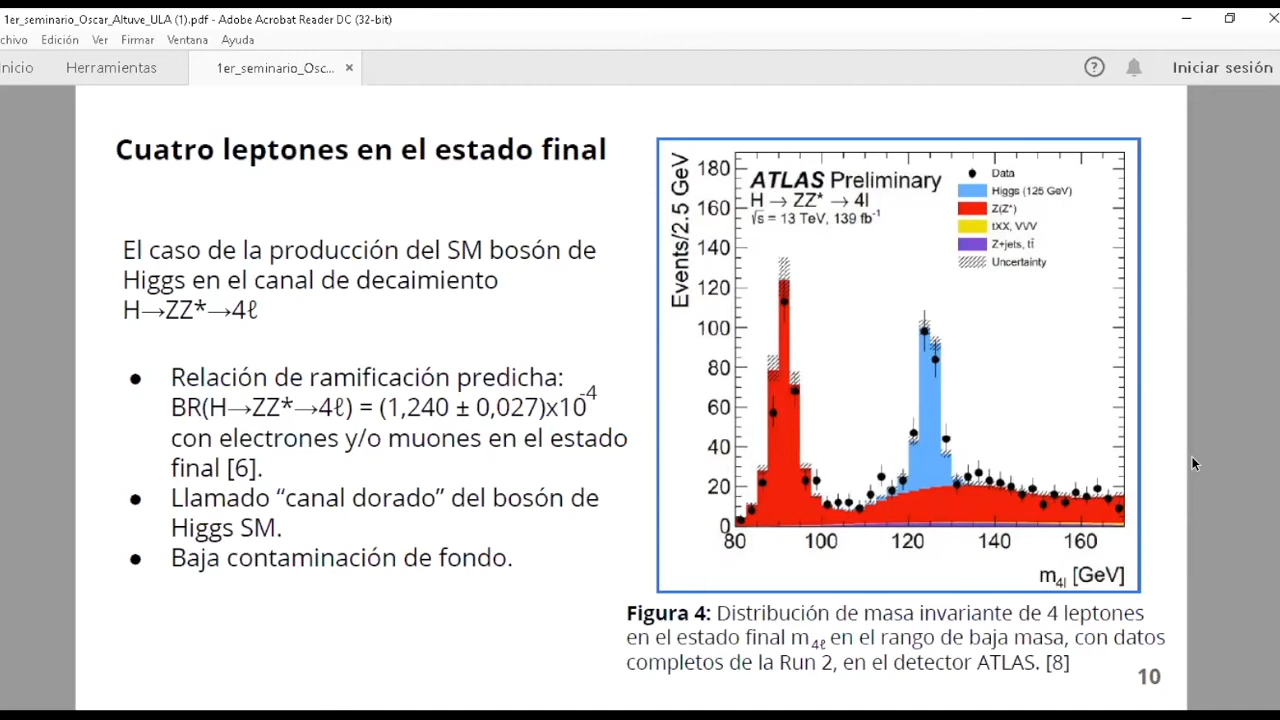 1er_seminario_Oscar_Altuve_ULA (1).pdf - Adobe Acrobat Reader DC (32-bit)
chivo Edición Ver Firmar Ventana Ayuda
nicio Herramientas 1er_seminario_Osc... × ? Iniciar sesión
Cuatro leptones en el estado final
El caso de la producción del SM bosón de
Higgs en el canal de decaimiento
H→ZZ*→4ℓ
● Relación de ramificación predicha:
BR(H→ZZ*→4ℓ) = (1,240 ± 0,027)x10⁻⁴
con electrones y/o muones en el estado
final [6].
● Llamado “canal dorado” del bosón de
Higgs SM.
● Baja contaminación de fondo.
Events/2.5 GeV
180
160
140
120
100
80
60
40
20
0
ATLAS Preliminary
H → ZZ* → 4l
√s = 13 TeV, 139 fb⁻¹
Data
Higgs (125 GeV)
Z(Z*)
tXX, VVV
Z+jets, tt̄
Uncertainty
80 100 120 140 160
m4l [GeV]
Figura 4: Distribución de masa invariante de 4 leptones
en el estado final m4ℓ en el rango de baja masa, con datos
completos de la Run 2, en el detector ATLAS. [8]
10